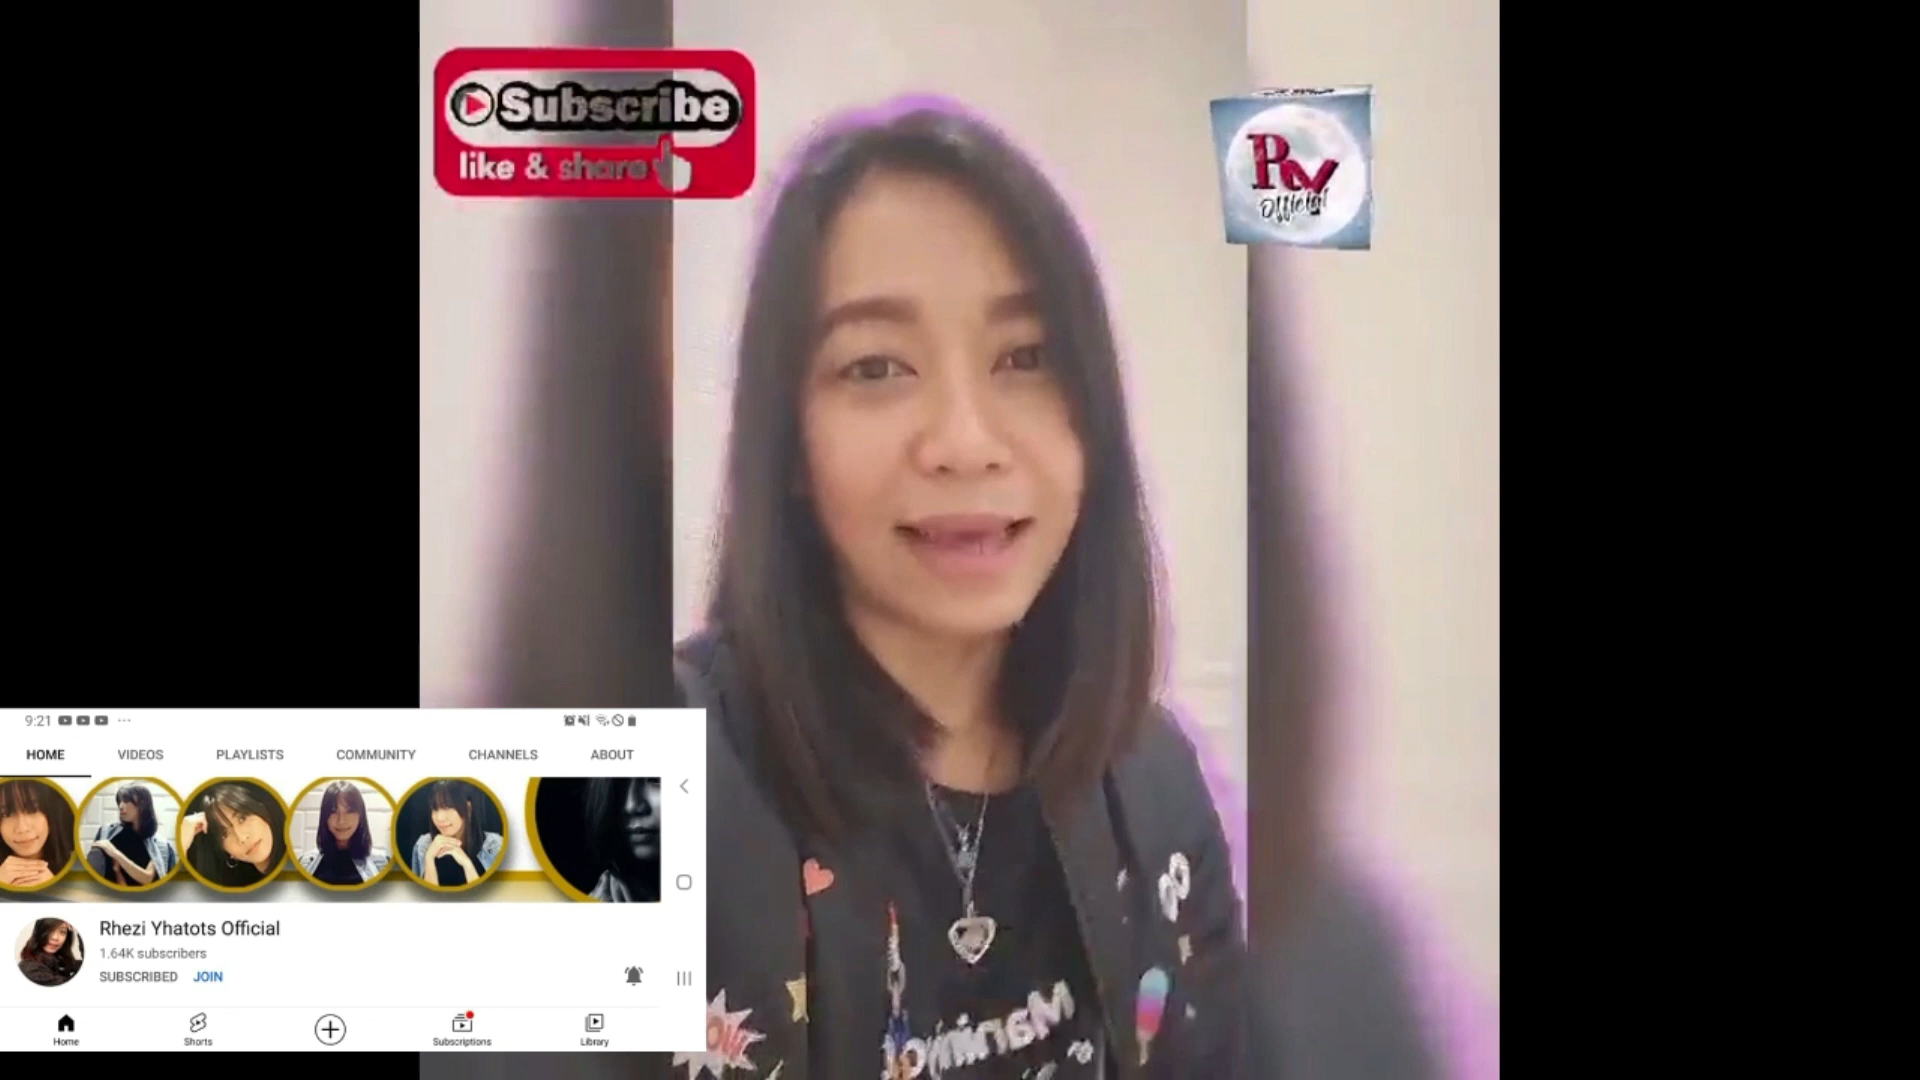 Subscribe
like & share
RY
Official
9:21
HOME VIDEOS PLAYLISTS COMMUNITY CHANNELS ABOUT
Rhezi Yhatots Official
1.64K subscribers
SUBSCRIBED JOIN
Home Shorts Subscriptions Library